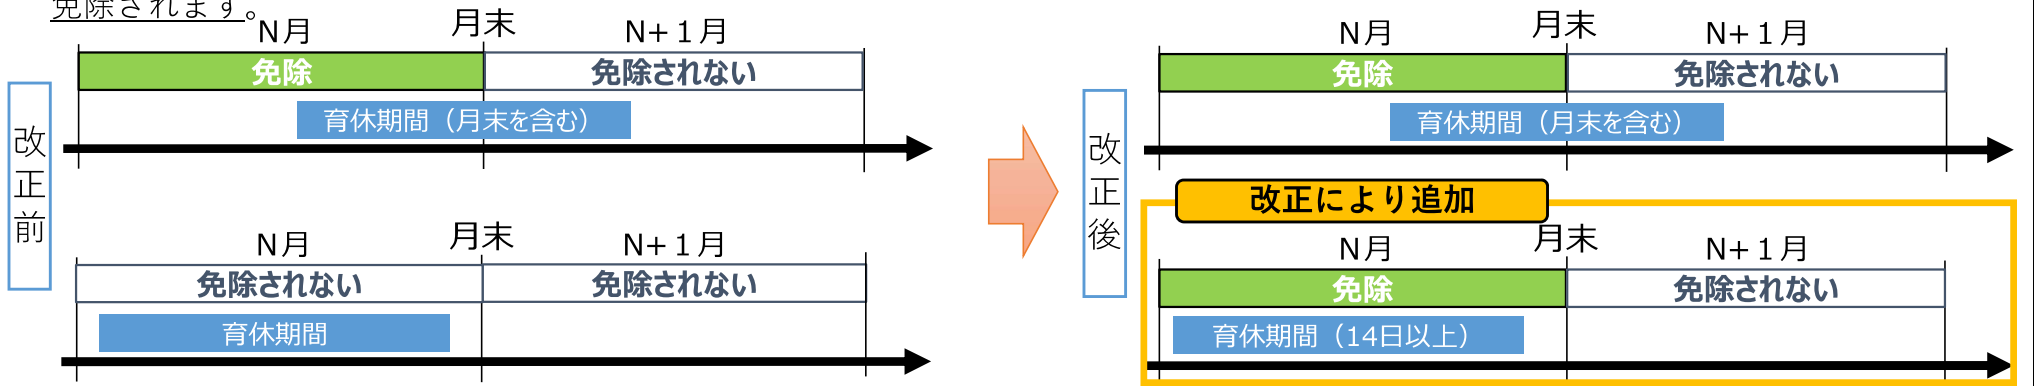 免除されます。
改正前
N月 月末 N+1月
免除 免除されない
育休期間（月末を含む）
N月 月末 N+1月
免除されない 免除されない
育休期間
改正後
N月 月末 N+1月
免除 免除されない
育休期間（月末を含む）
改正により追加
N月 月末 N+1月
免除 免除されない
育休期間（14日以上）